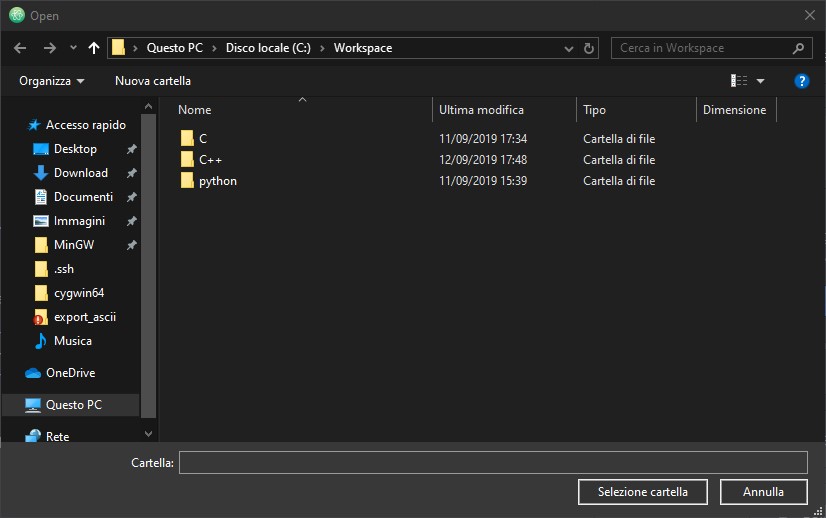 Open
Questo PC > Disco locale (C:) > Workspace
Cerca in Workspace
Organizza
Nuova cartella
?
Accesso rapido
Desktop
Download
Documenti
Immagini
MinGW
.ssh
cygwin64
export_ascii
Musica
OneDrive
Questo PC
Rete
Nome Ultima modifica Tipo Dimensione
C 11/09/2019 17:34 Cartella di file
C++ 12/09/2019 17:48 Cartella di file
python 11/09/2019 15:39 Cartella di file
Cartella:
Selezione cartella
Annulla